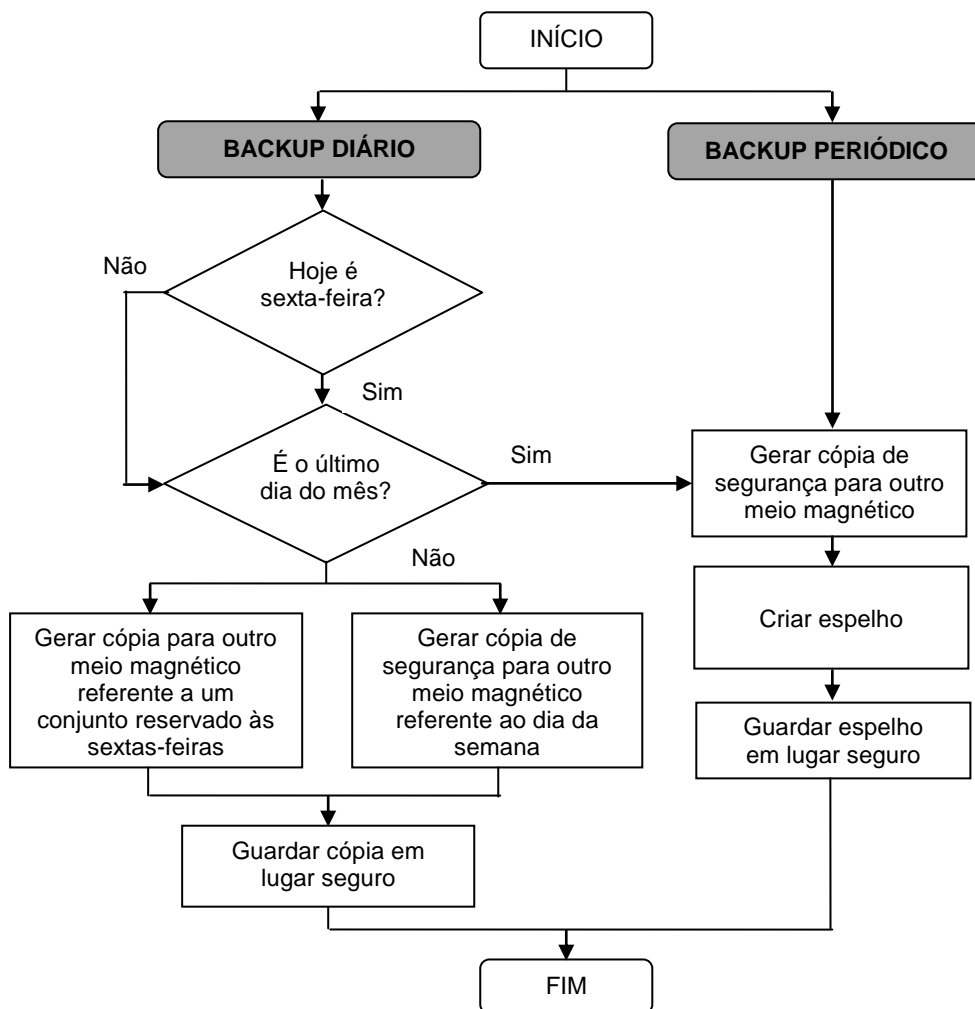 INÍCIO
BACKUP DIÁRIO
BACKUP PERIÓDICO
Não
Hoje é
sexta-feira?
Sim
É o último
dia do mês?
Sim
Gerar cópia de
segurança para outro
meio magnético
Não
Gerar cópia para outro
meio magnético
referente a um
conjunto reservado às
sextas-feiras
Gerar cópia de
segurança para outro
meio magnético
referente ao dia da
semana
Criar espelho
Guardar espelho
em lugar seguro
Guardar cópia em
lugar seguro
FIM